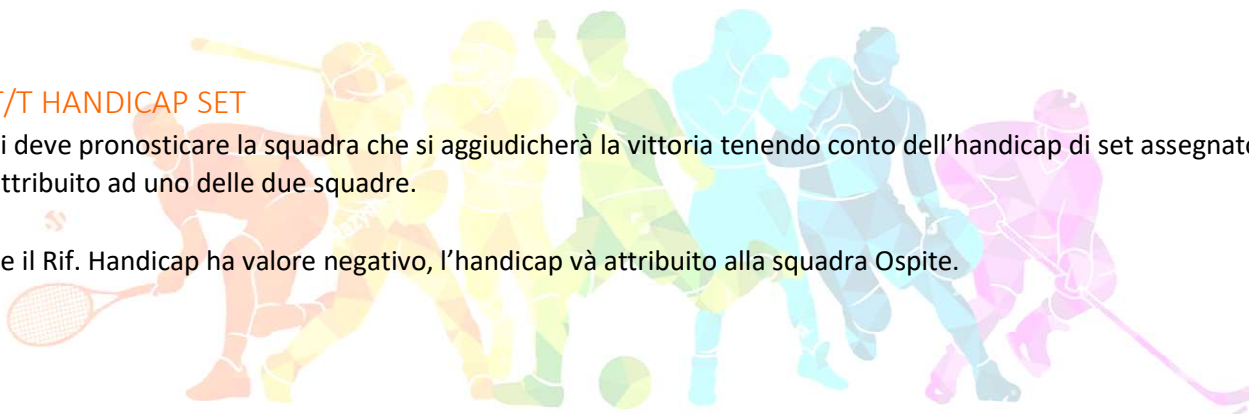 T/T HANDICAP SET
i deve pronosticare la squadra che si aggiudicherà la vittoria tenendo conto dell’handicap di set assegnato
ttribuito ad uno delle due squadre.
e il Rif. Handicap ha valore negativo, l’handicap và attribuito alla squadra Ospite.